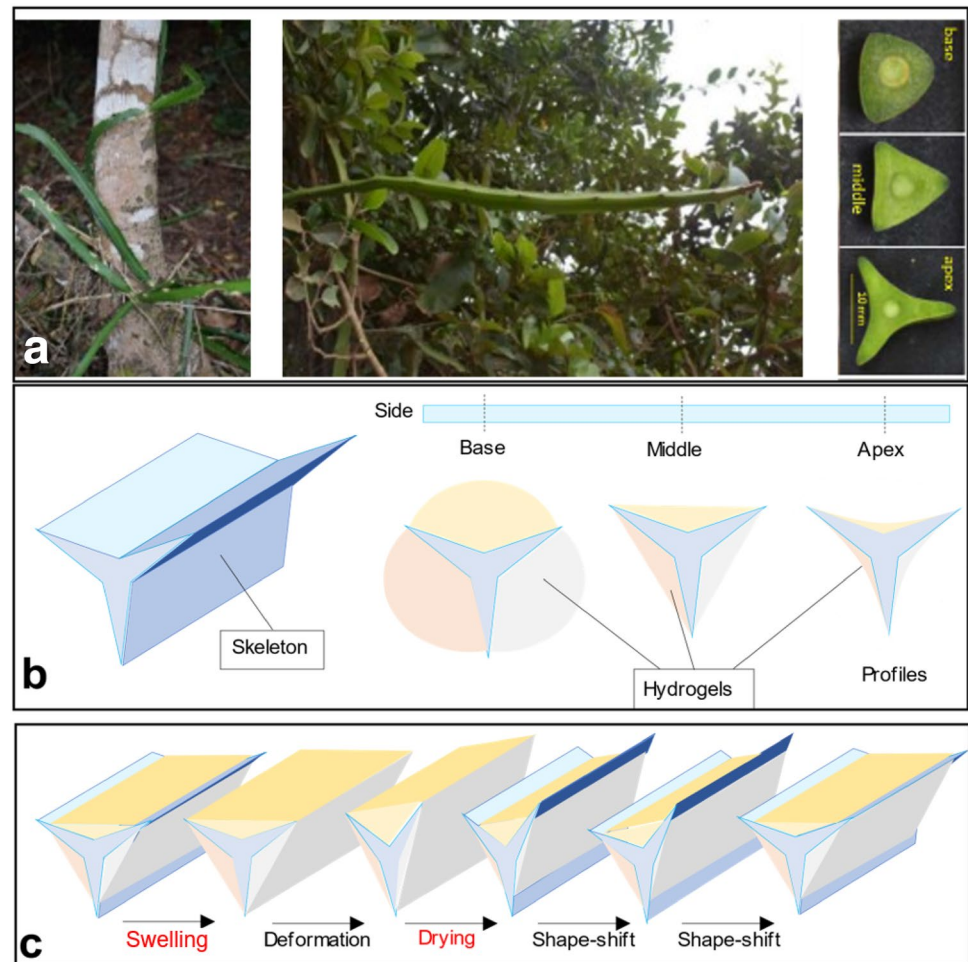 a
base
middle
apex
10 mm
b
Side
Base
Middle
Apex
Skeleton
Hydrogels
Profiles
c
Swelling
Deformation
Drying
Shape-shift
Shape-shift